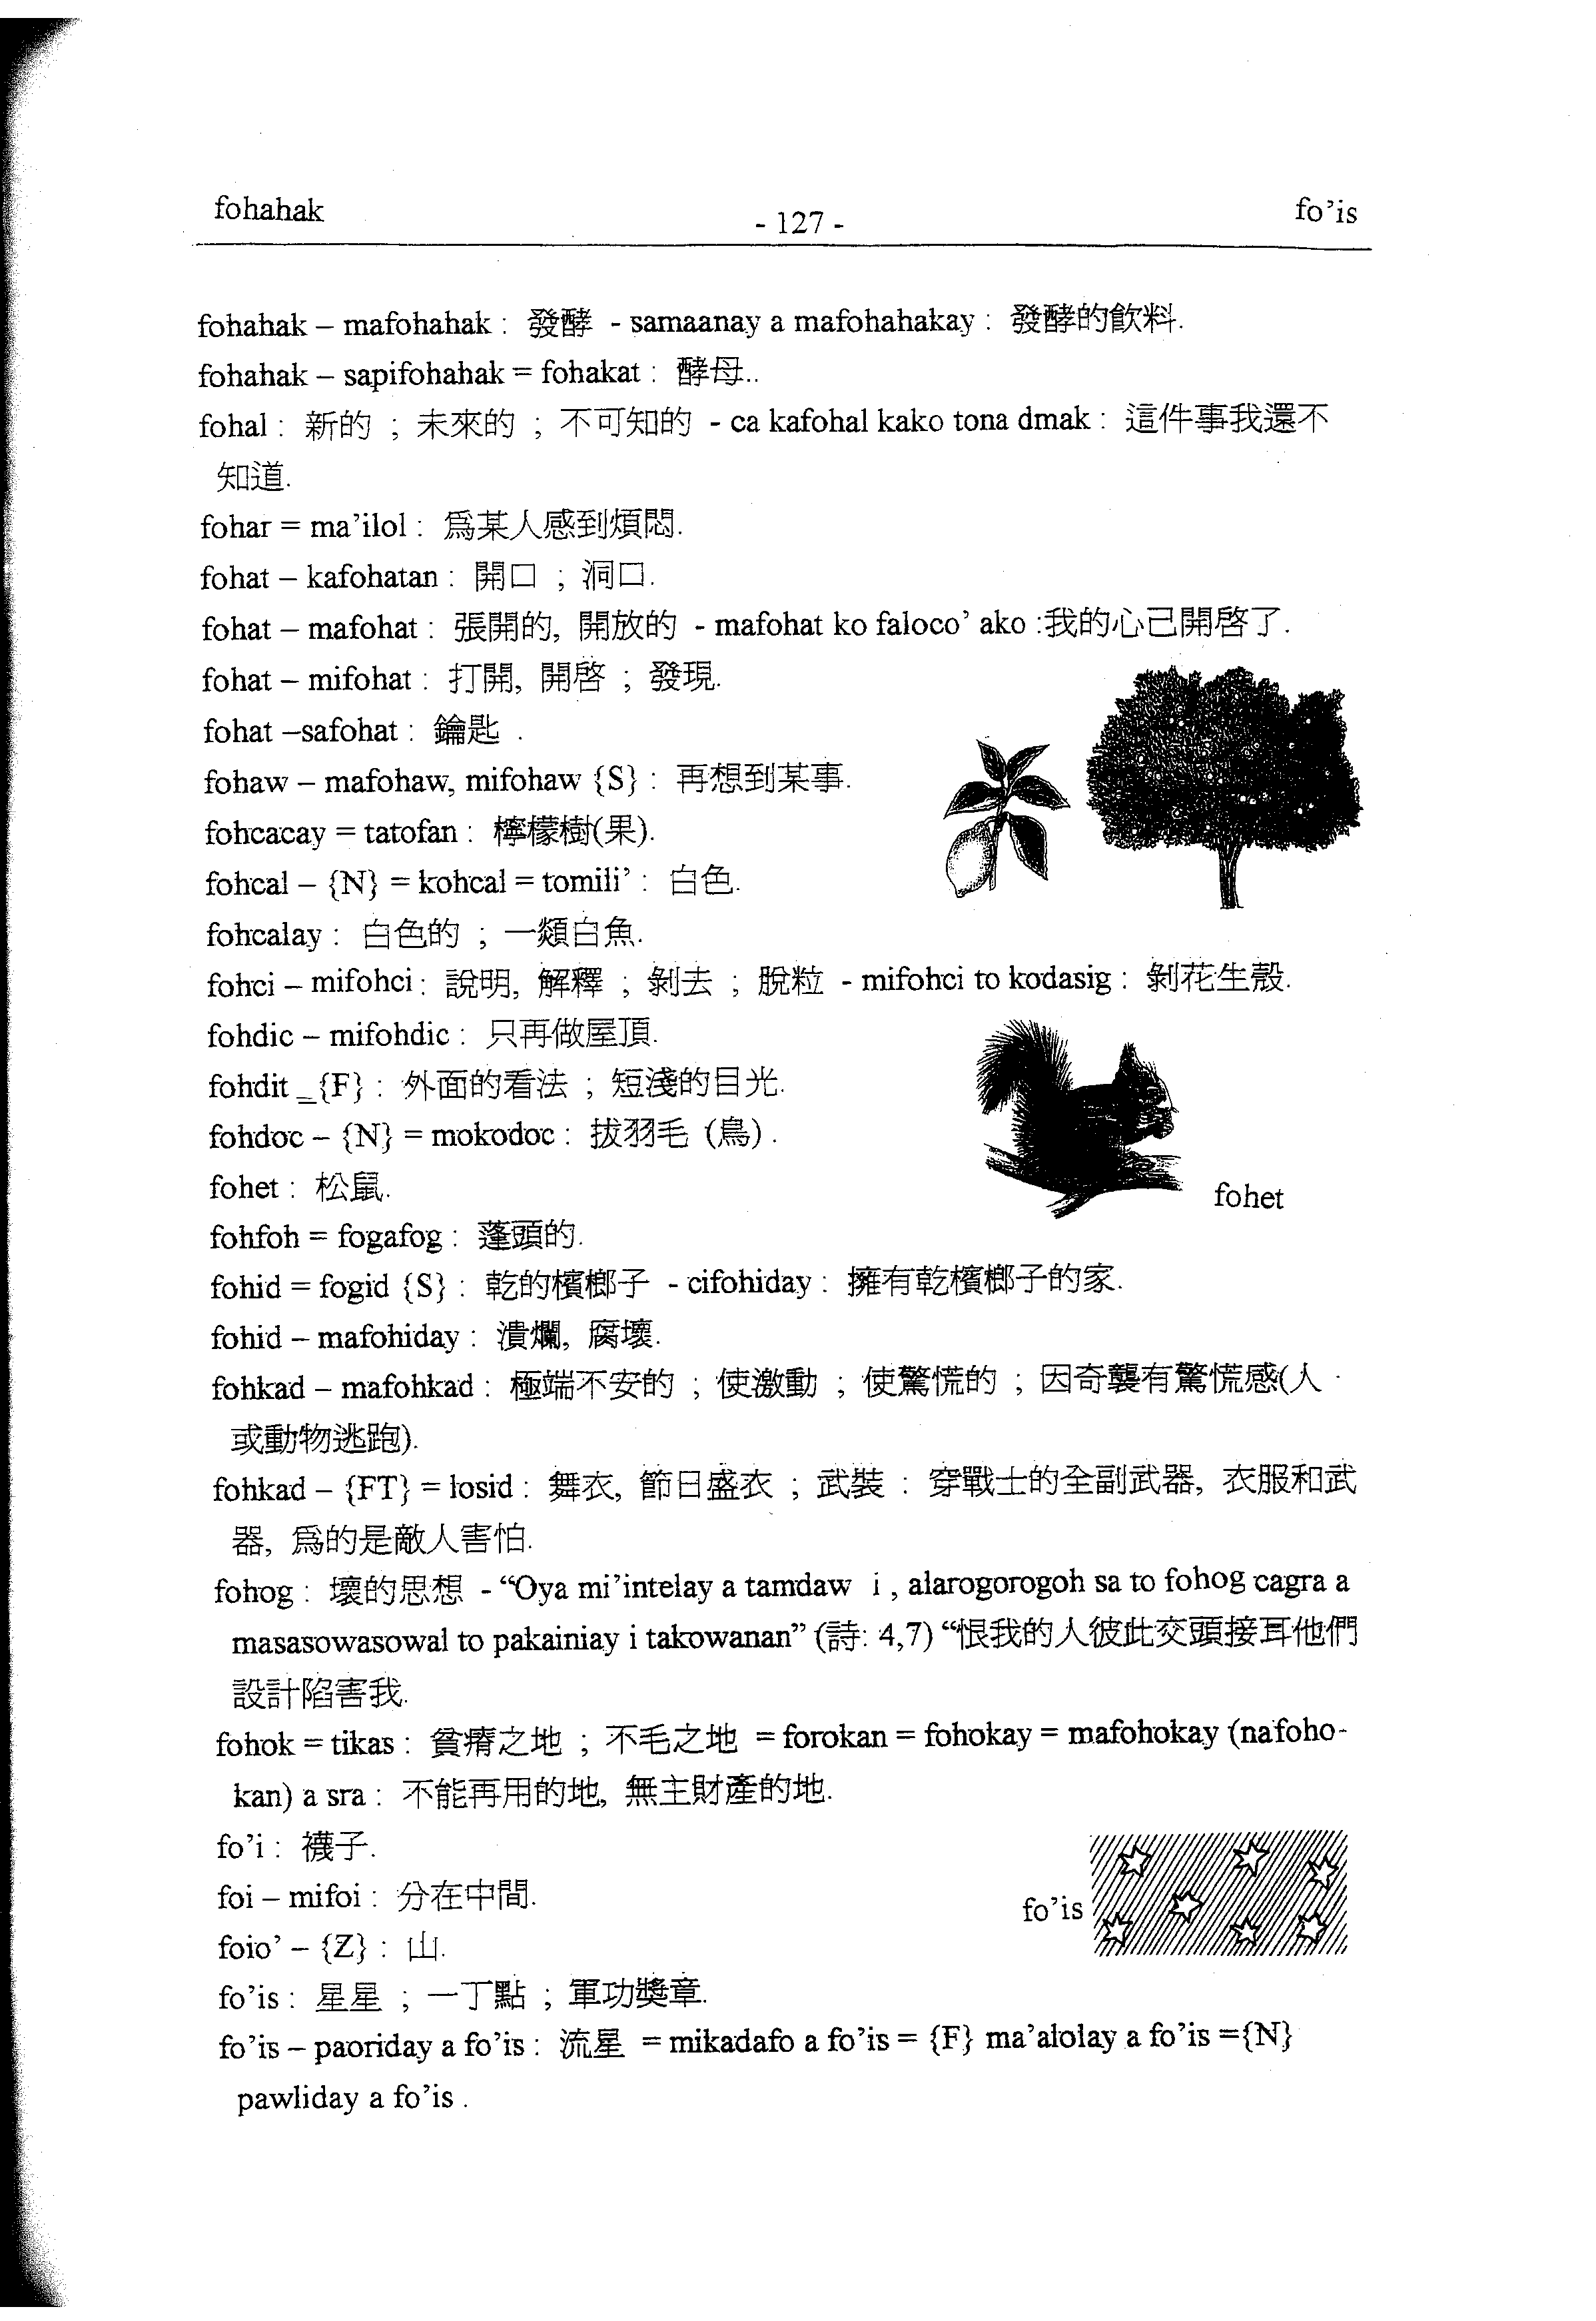 fohahak
- 127 -
fo’is
fohahak – mafohahak : 發酵 - samaanay a mafohahakay : 發酵的飲料.
fohahak – sapifohahak = fohakat : 酵母..
fohal : 新的 ; 未來的 ; 不可知的 - ca kafohal kako tona dmak : 這件事我還不
知道.
fohar = ma’ilol : 爲某人感到煩悶.
fohat – kafohatan : 開口 ; 洞口.
fohat – mafohat : 張開的, 開放的 - mafohat ko faloco’ ako :我的心己開啓了.
fohat – mifohat : 打開, 開啓 ; 發現.
fohat –safohat : 鑰匙 .
fohaw – mafohaw, mifohaw {S} : 再想到某事.
fohcacay = tatofan : 檸檬樹(果).
fohcal – {N} = kohcal = tomili’ : 白色.
fohcalay : 白色的 ; 一纇白魚.
fohci – mifohci : 說明, 解釋 ; 剝去 ; 脫粒 - mifohci to kodasig : 剝花生殼.
fohdic – mifohdic : 只再做屋頂.
fohdit _{F} : 外面的看法 ; 短淺的目光.
fohdoc – {N} = mokodoc : 拔羽毛 (鳥) .
fohet : 松鼠.
fohet
fohfoh = fogafog : 蓬頭的.
fohid = fogid {S} : 乾的檳榔子 - cifohiday : 擁有乾檳榔子的家.
fohid – mafohiday : 潰爛, 腐壞.
fohkad – mafohkad : 極端不安的 ; 使激動 ; 使驚慌的 ; 因奇襲有驚慌感(人
或動物逃跑).
fohkad – {FT} = losid : 舞衣, 節日盛衣 ; 武裝 : 穿戰士的全副武器, 衣服和武
器, 爲的是敵人害怕.
fohog : 壞的思想 - “Oya mi’intelay a tamdaw i , alarogorogoh sa to fohog cagra a
masasowasowal to pakainiay i takowanan” (詩: 4,7) “恨我的人彼此交頭接耳他們
設計陷害我.
fohok = tikas : 貧瘠之地 ; 不毛之地 = forokan = fohokay = mafohokay (nafoho-
kan) a sra : 不能再用的地, 無主財產的地.
fo’i : 襪子.
foi – mifoi : 分在中間.
fo’is
foio’ – {Z} : 山.
fo’is : 星星 ; 一丁點 ; 軍功獎章.
fo’is – paoriday a fo’is : 流星 = mikadafo a fo’is = {F} ma’alolay a fo’is ={N}
pawliday a fo’is .